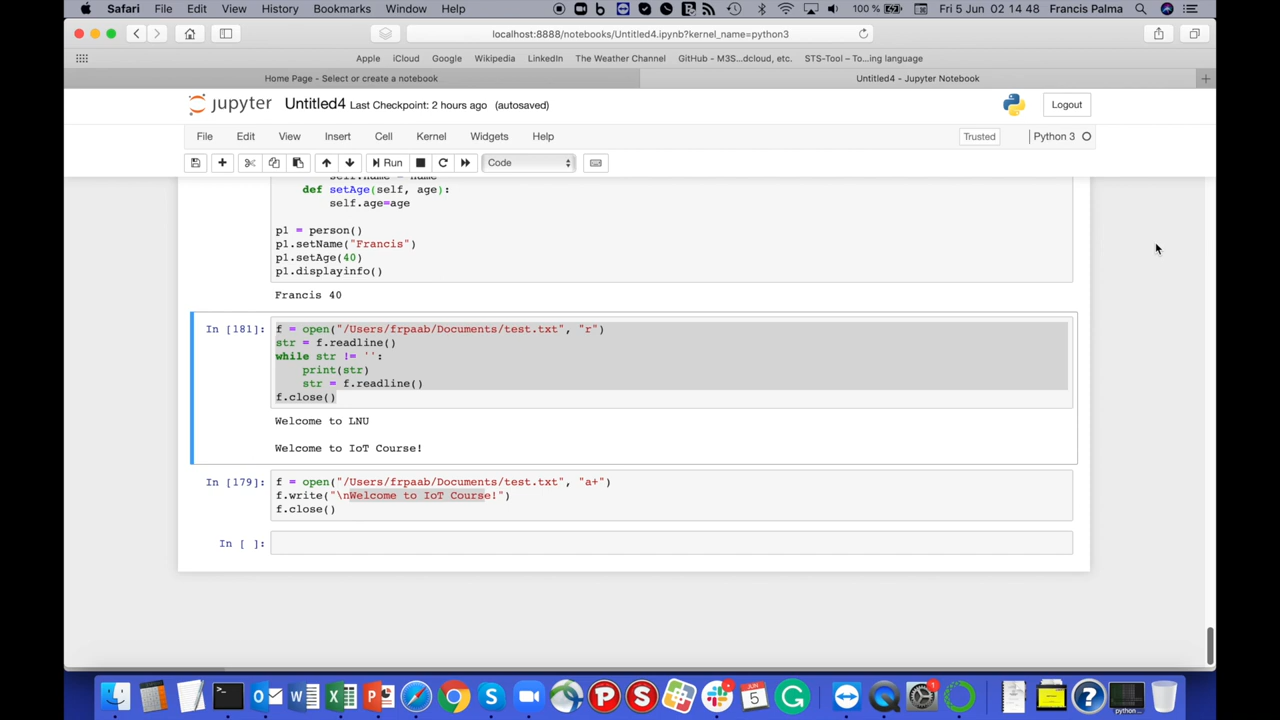 Safari File Edit View History Bookmarks Window Help 100 % Fri 5 Jun 02 14 48 Francis Palma
localhost:8888/notebooks/Untitled4.ipynb?kernel_name=python3
Apple iCloud Google Wikipedia LinkedIn The Weather Channel GitHub - M3S...dcloud, etc. STS-Tool – To...ing language
Home Page - Select or create a notebook Untitled4 - Jupyter Notebook
jupyter Untitled4 Last Checkpoint: 2 hours ago (autosaved) Logout
File Edit View Insert Cell Kernel Widgets Help Trusted Python 3
Run Code
self.name = name
def setAge(self, age):
self.age=age
p1 = person()
p1.setName("Francis")
p1.setAge(40)
p1.displayinfo()
Francis 40
In [181]: f = open("/Users/frpaab/Documents/test.txt", "r")
str = f.readline()
while str != '':
print(str)
str = f.readline()
f.close()
Welcome to LNU
Welcome to IoT Course!
In [179]: f = open("/Users/frpaab/Documents/test.txt", "a+")
f.write("\nWelcome to IoT Course!")
f.close()
In [ ]: